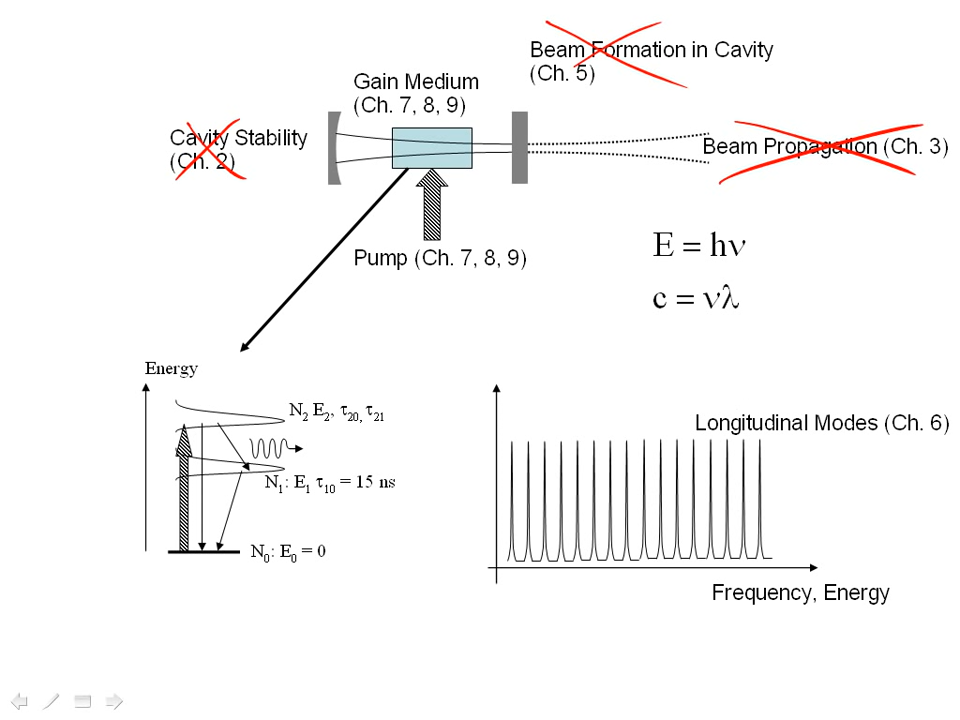 Beam Formation in Cavity
(Ch. 5)
Gain Medium
(Ch. 7, 8, 9)
Cavity Stability
(Ch. 2)
Beam Propagation (Ch. 3)
Pump (Ch. 7, 8, 9)
E = hν
c = νλ
Energy
N₂ E₂, τ₂₀, τ₂₁
N₁: E₁ τ₁₀ = 15 ns
N₀: E₀ = 0
Longitudinal Modes (Ch. 6)
Frequency, Energy